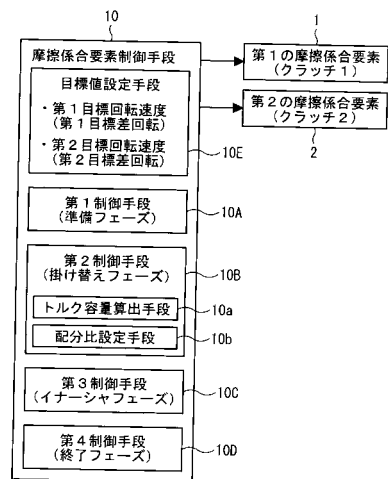 10
摩擦係合要素制御手段
目標値設定手段
・第1目標回転速度
(第1目標差回転)
・第2目標回転速度
(第2目標差回転)
10E
第1制御手段
(準備フェーズ)
10A
第2制御手段
(掛け替えフェーズ)
10B
トルク容量算出手段
10a
配分比設定手段
10b
第3制御手段
(イナーシャフェーズ)
10C
第4制御手段
(終了フェーズ)
10D
1
第1の摩擦係合要素
(クラッチ1)
第2の摩擦係合要素
(クラッチ2)
2